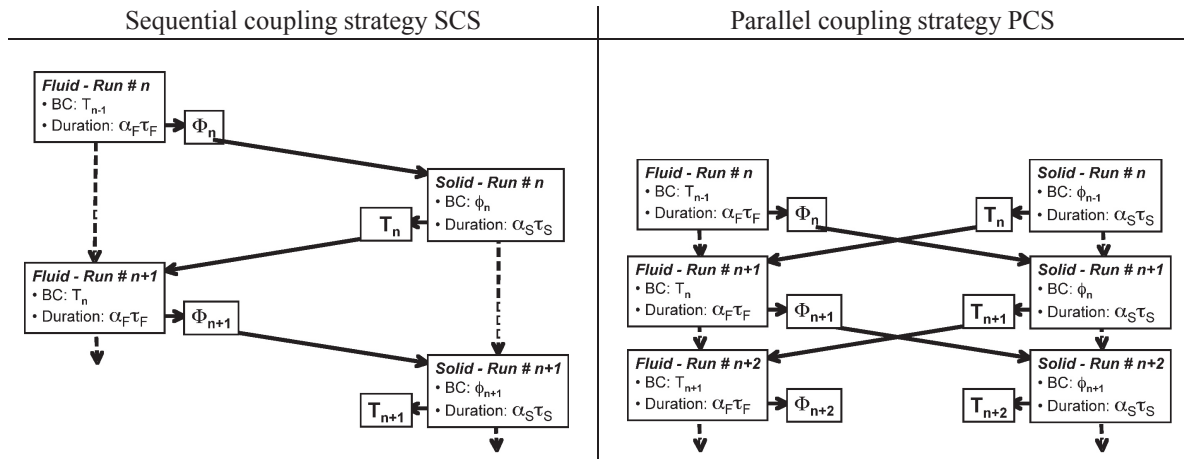 Sequential coupling strategy SCS
Parallel coupling strategy PCS
Fluid - Run # n
• BC: Tn-1
• Duration: αFτF
Φn
Solid - Run # n
• BC: ϕn
• Duration: αSτS
Tn
Fluid - Run # n+1
• BC: Tn
• Duration: αFτF
Φn+1
Solid - Run # n+1
• BC: ϕn+1
• Duration: αSτS
Tn+1
Fluid - Run # n
• BC: Tn-1
• Duration: αFτF
Φn
Tn
Solid - Run # n
• BC: ϕn-1
• Duration: αSτS
Fluid - Run # n+1
• BC: Tn
• Duration: αFτF
Φn+1
Tn+1
Solid - Run # n+1
• BC: ϕn
• Duration: αSτS
Fluid - Run # n+2
• BC: Tn+1
• Duration: αFτF
Φn+2
Tn+2
Solid - Run # n+2
• BC: ϕn+1
• Duration: αSτS